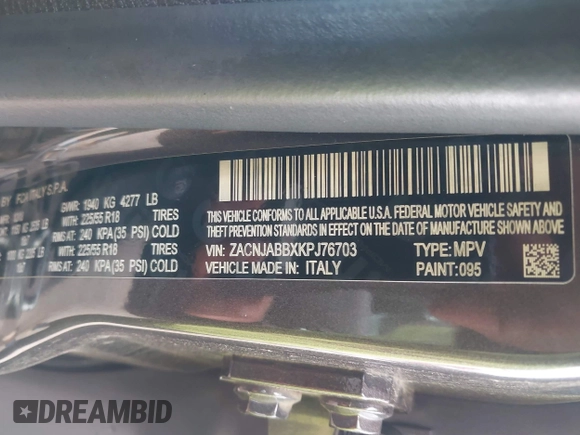 BY FCA ITALY S.P.A.
GVWR: 1940 KG 4277 LB
225/55 R18 TIRES
RIMS AT: 240 KPA (35 PSI) COLD
225/55 R18 TIRES
RIMS AT: 240 KPA (35 PSI) COLD
THIS VEHICLE CONFORMS TO ALL APPLICABLE U.S.A. FEDERAL MOTOR VEHICLE SAFETY AND
THEFT PREVENTION STANDARDS IN EFFECT ON THE DATE OF MANUFACTURE SHOWN ABOVE.
VIN: ZACNJABBXKPJ76703 TYPE: MPV
VEHICLE MADE IN: ITALY PAINT: 095
DREAMBID